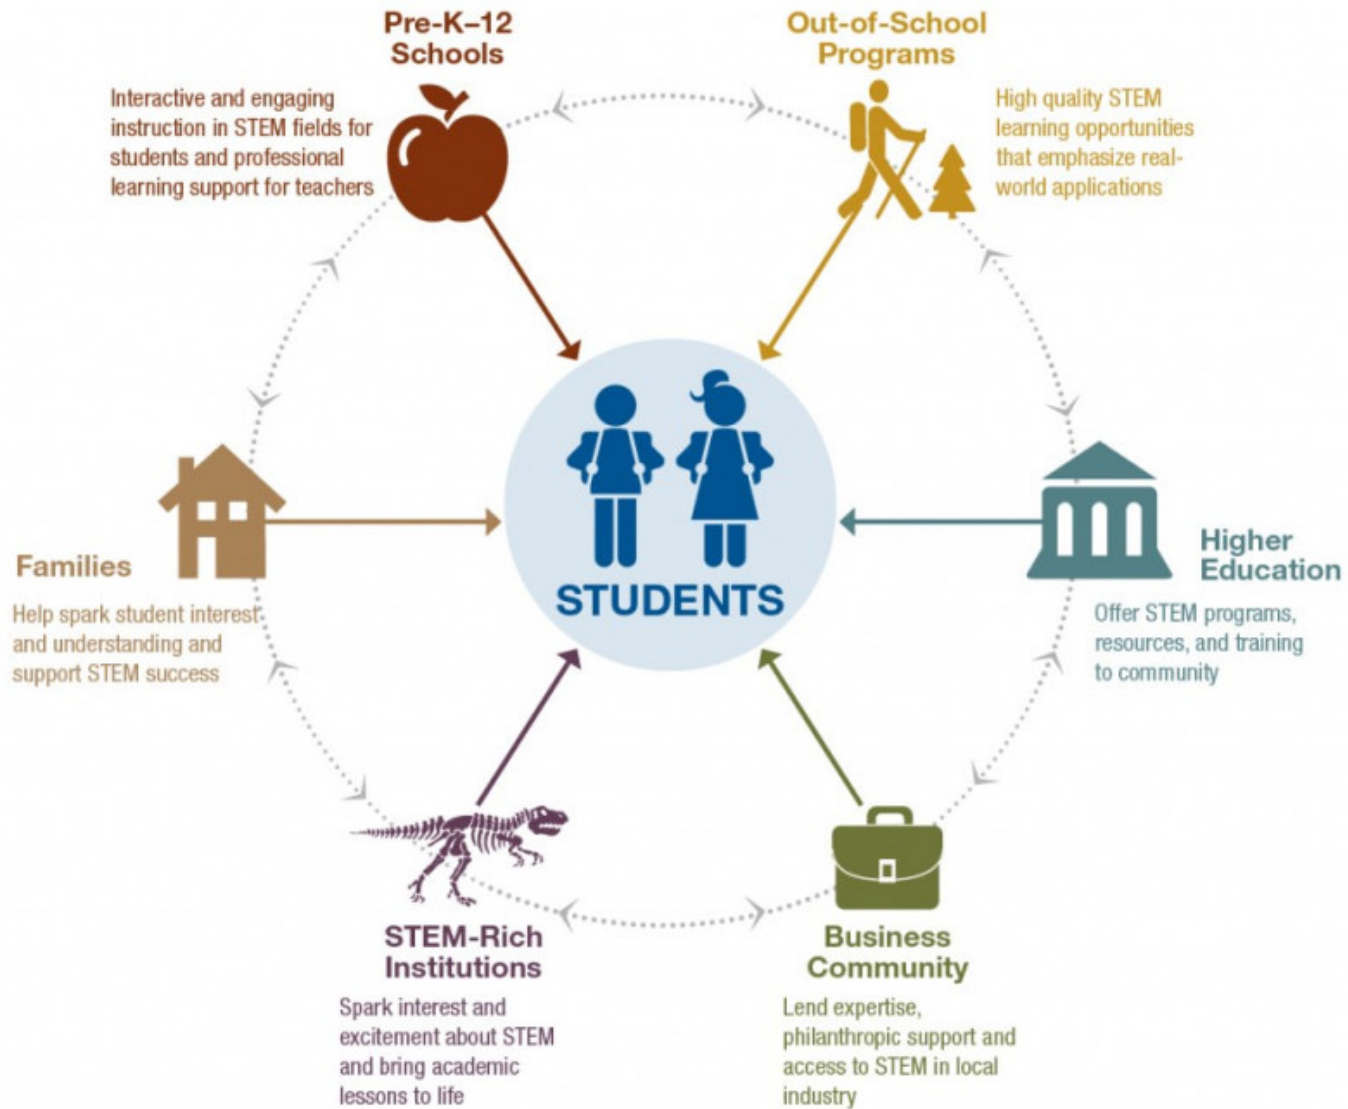 Pre-K–12
Schools
Interactive and engaging
instruction in STEM fields for
students and professional
learning support for teachers
Out-of-School
Programs
High quality STEM
learning opportunities
that emphasize real-
world applications
Families
Help spark student interest
and understanding and
support STEM success
STUDENTS
Higher
Education
Offer STEM programs,
resources, and training
to community
STEM-Rich
Institutions
Spark interest and
excitement about STEM
and bring academic
lessons to life
Business
Community
Lend expertise,
philanthropic support and
access to STEM in local
industry